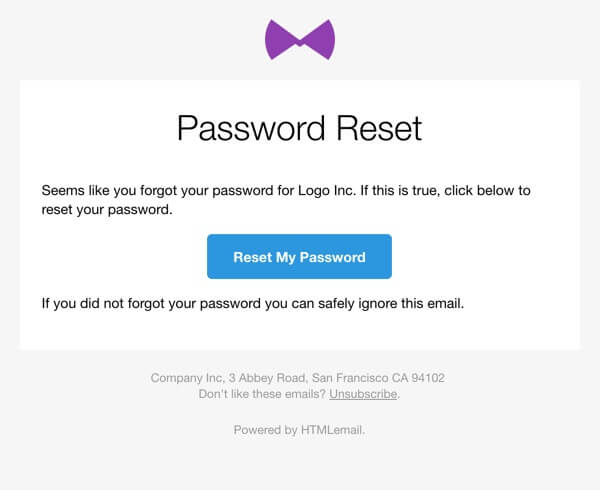 Password Reset
Seems like you forgot your password for Logo Inc. If this is true, click below to
reset your password.
Reset My Password
If you did not forgot your password you can safely ignore this email.
Company Inc, 3 Abbey Road, San Francisco CA 94102
Don't like these emails? Unsubscribe.
Powered by HTMLemail.